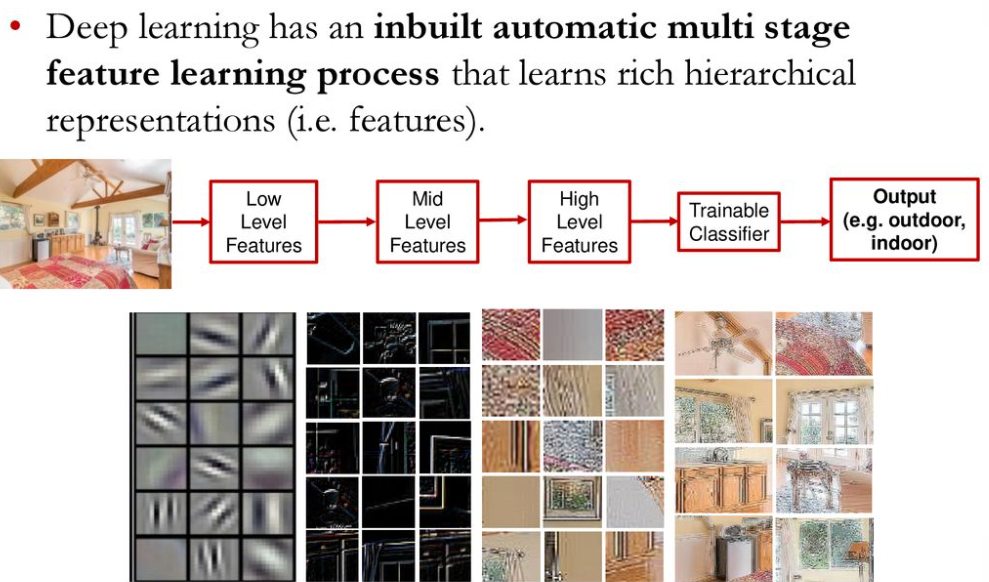 • Deep learning has an inbuilt automatic multi stage
feature learning process that learns rich hierarchical
representations (i.e. features).
Low
Level
Features
Mid
Level
Features
High
Level
Features
Trainable
Classifier
Output
(e.g. outdoor,
indoor)